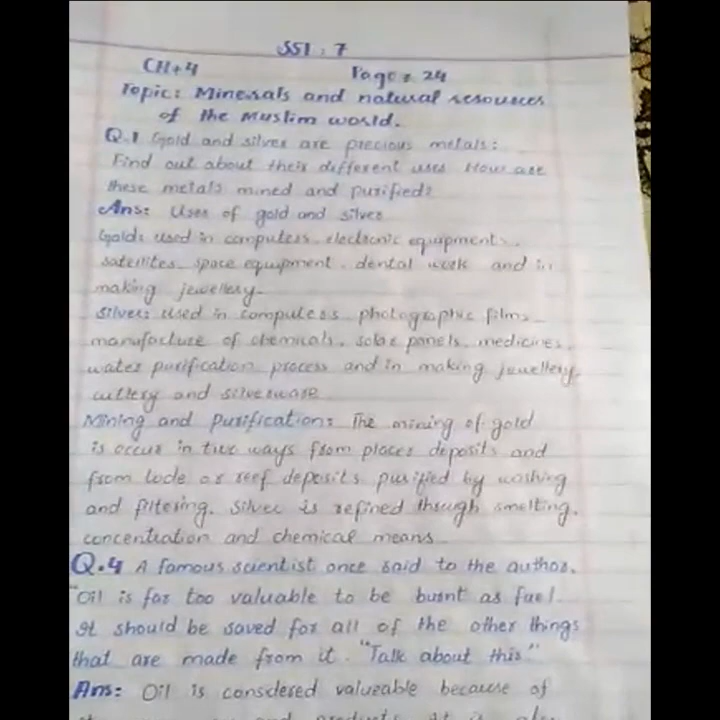 SST : 7
CH # 4 Page # 24
Topic: Minerals and natural resources
of the Muslim world.
Q.1 Gold and silver are precious metals:
Find out about their different uses How are
these metals mined and purified?
Ans: Uses of gold and silver
Gold: used in computers, electronic equipments,
satellites, space equipment, dental work and in
making jewellery.
Silver: used in computers photographic films
manufacture of chemicals, solar panels, medicines,
water purification process and in making jewellery,
cutlery and silverware
Mining and Purification: The mining of gold
is occur in two ways from placer deposits and
from lode or reef deposits purified by washing
and filtering. Silver is refined through smelting,
concentration and chemical means
Q.4 A famous scientist once said to the author,
"Oil is far too valuable to be burnt as fuel.
It should be saved for all of the other things
that are made from it. "Talk about this"
Ans: Oil is considered valueable because of
and products